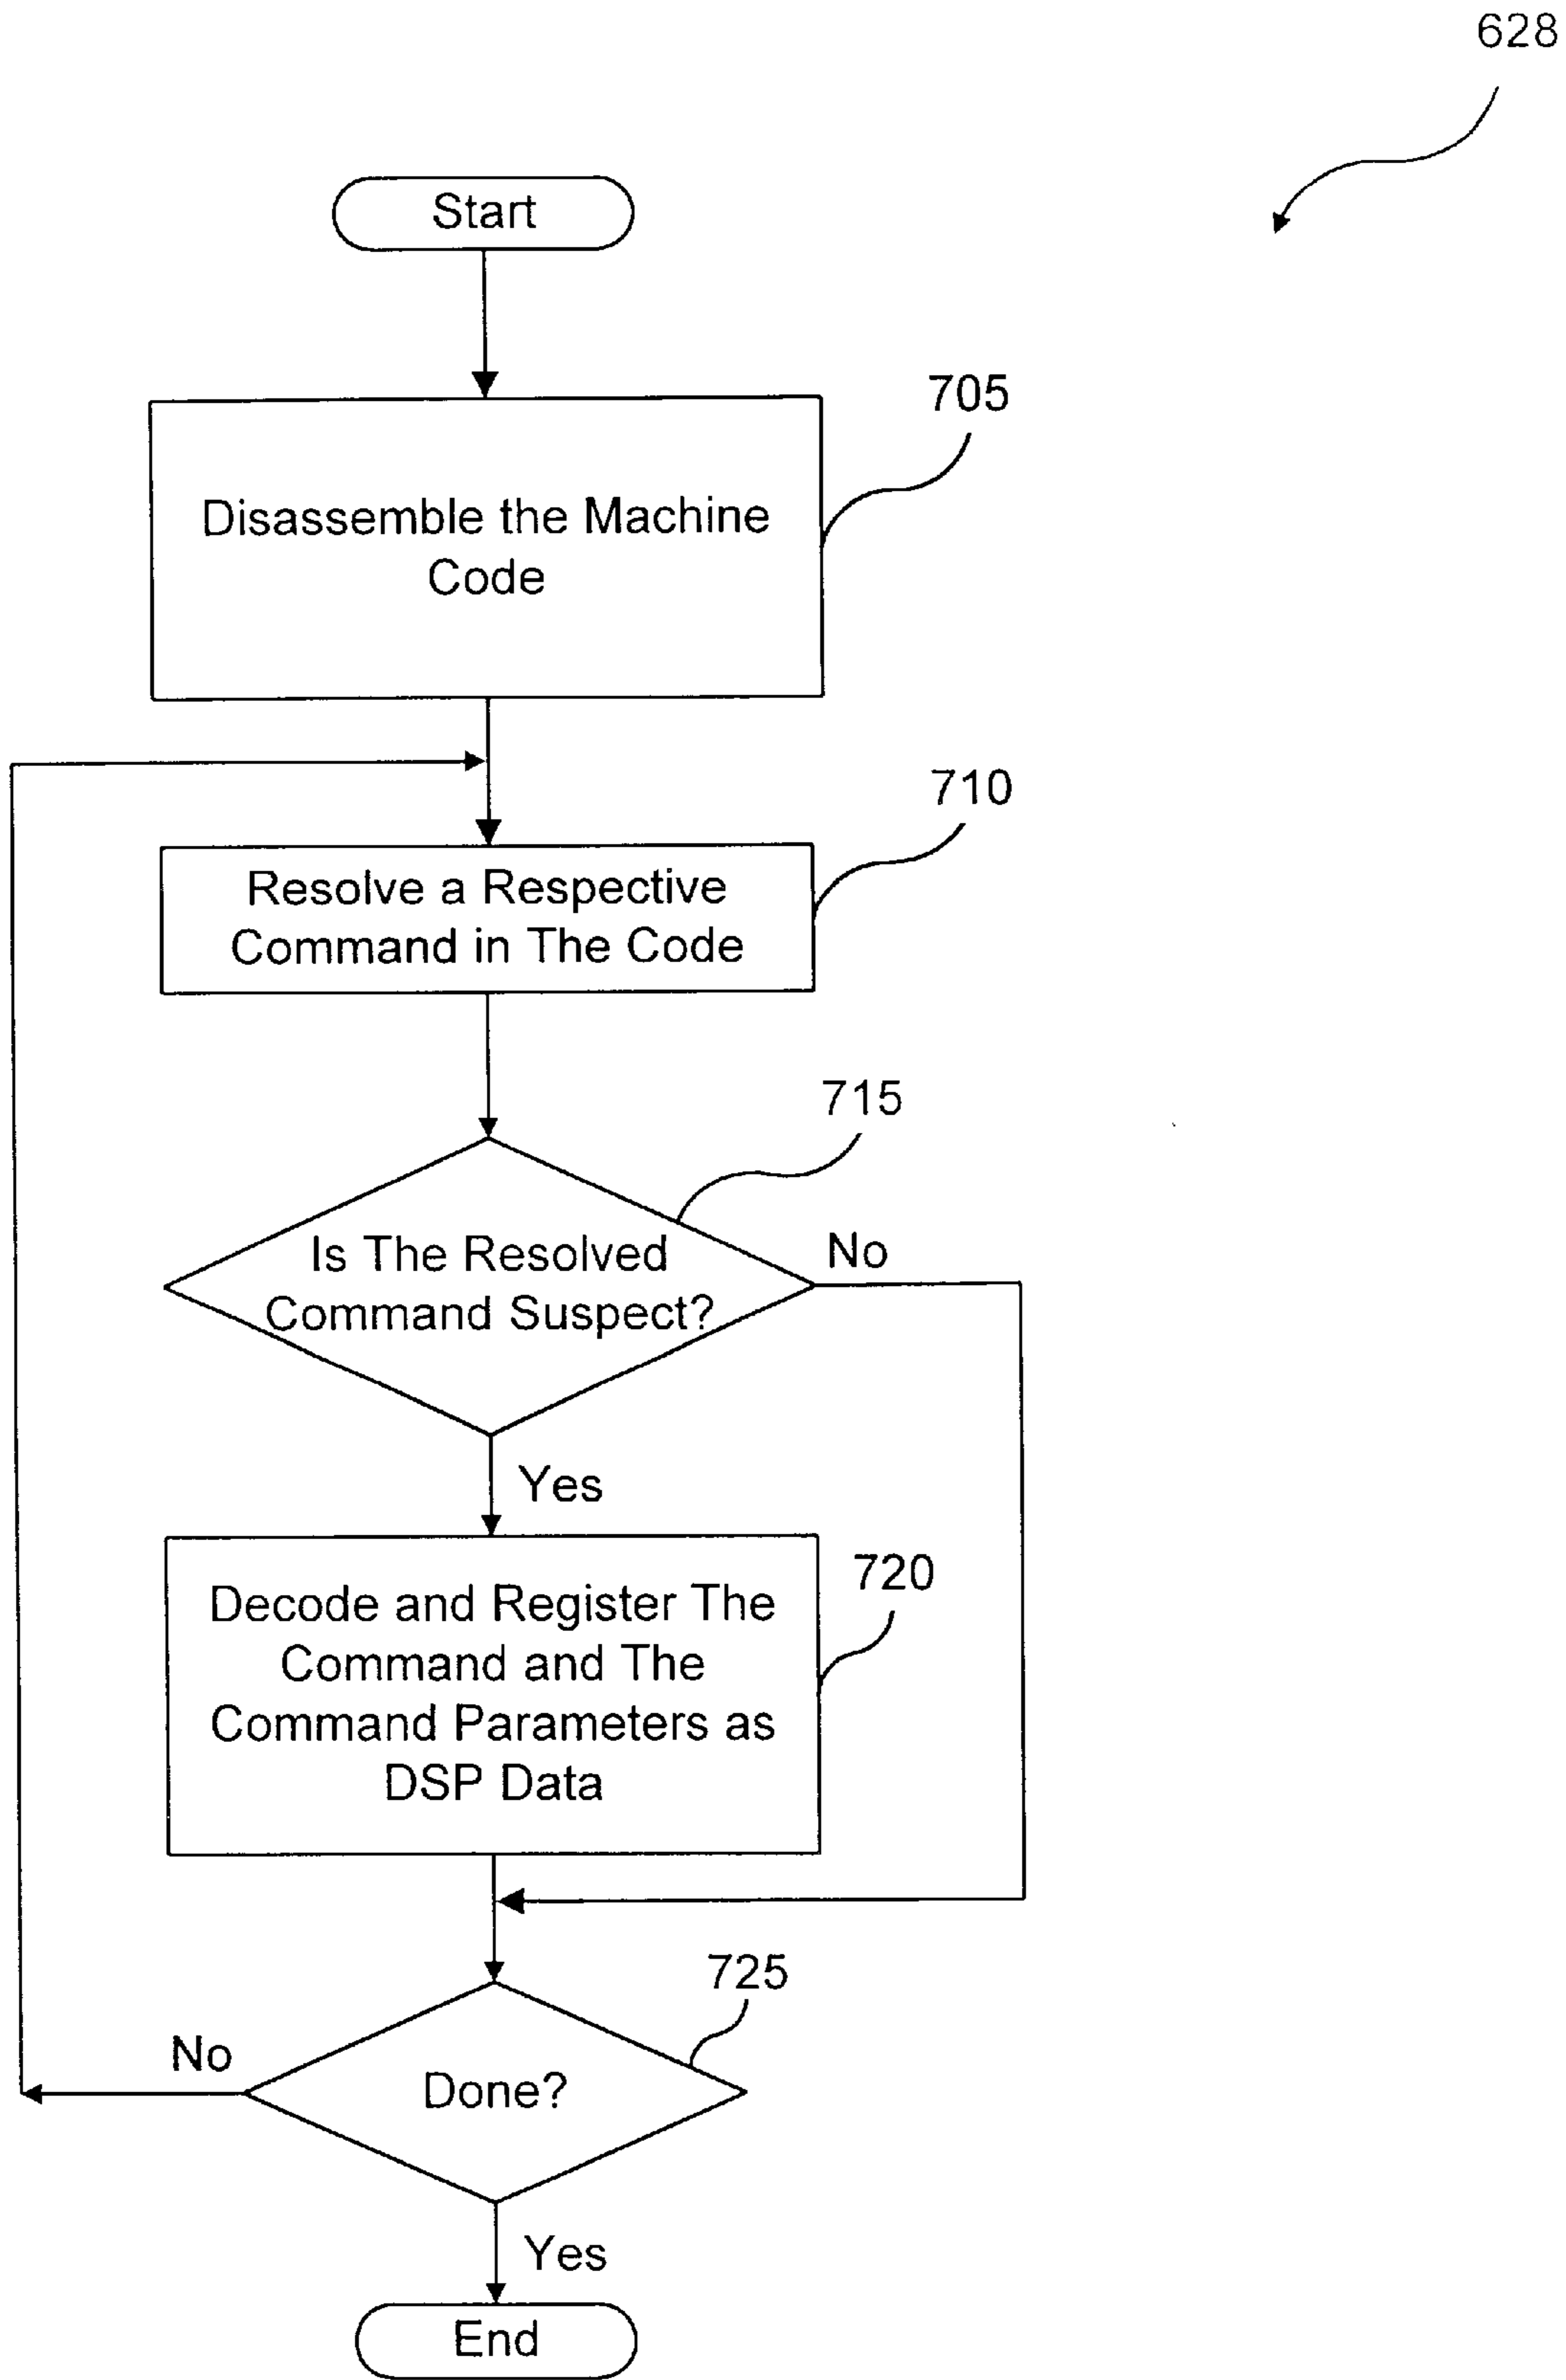 628
Start
705
Disassemble the Machine
Code
710
Resolve a Respective
Command in The Code
715
Is The Resolved
Command Suspect?
No
Yes
720
Decode and Register The
Command and The
Command Parameters as
DSP Data
725
No
Done?
Yes
End